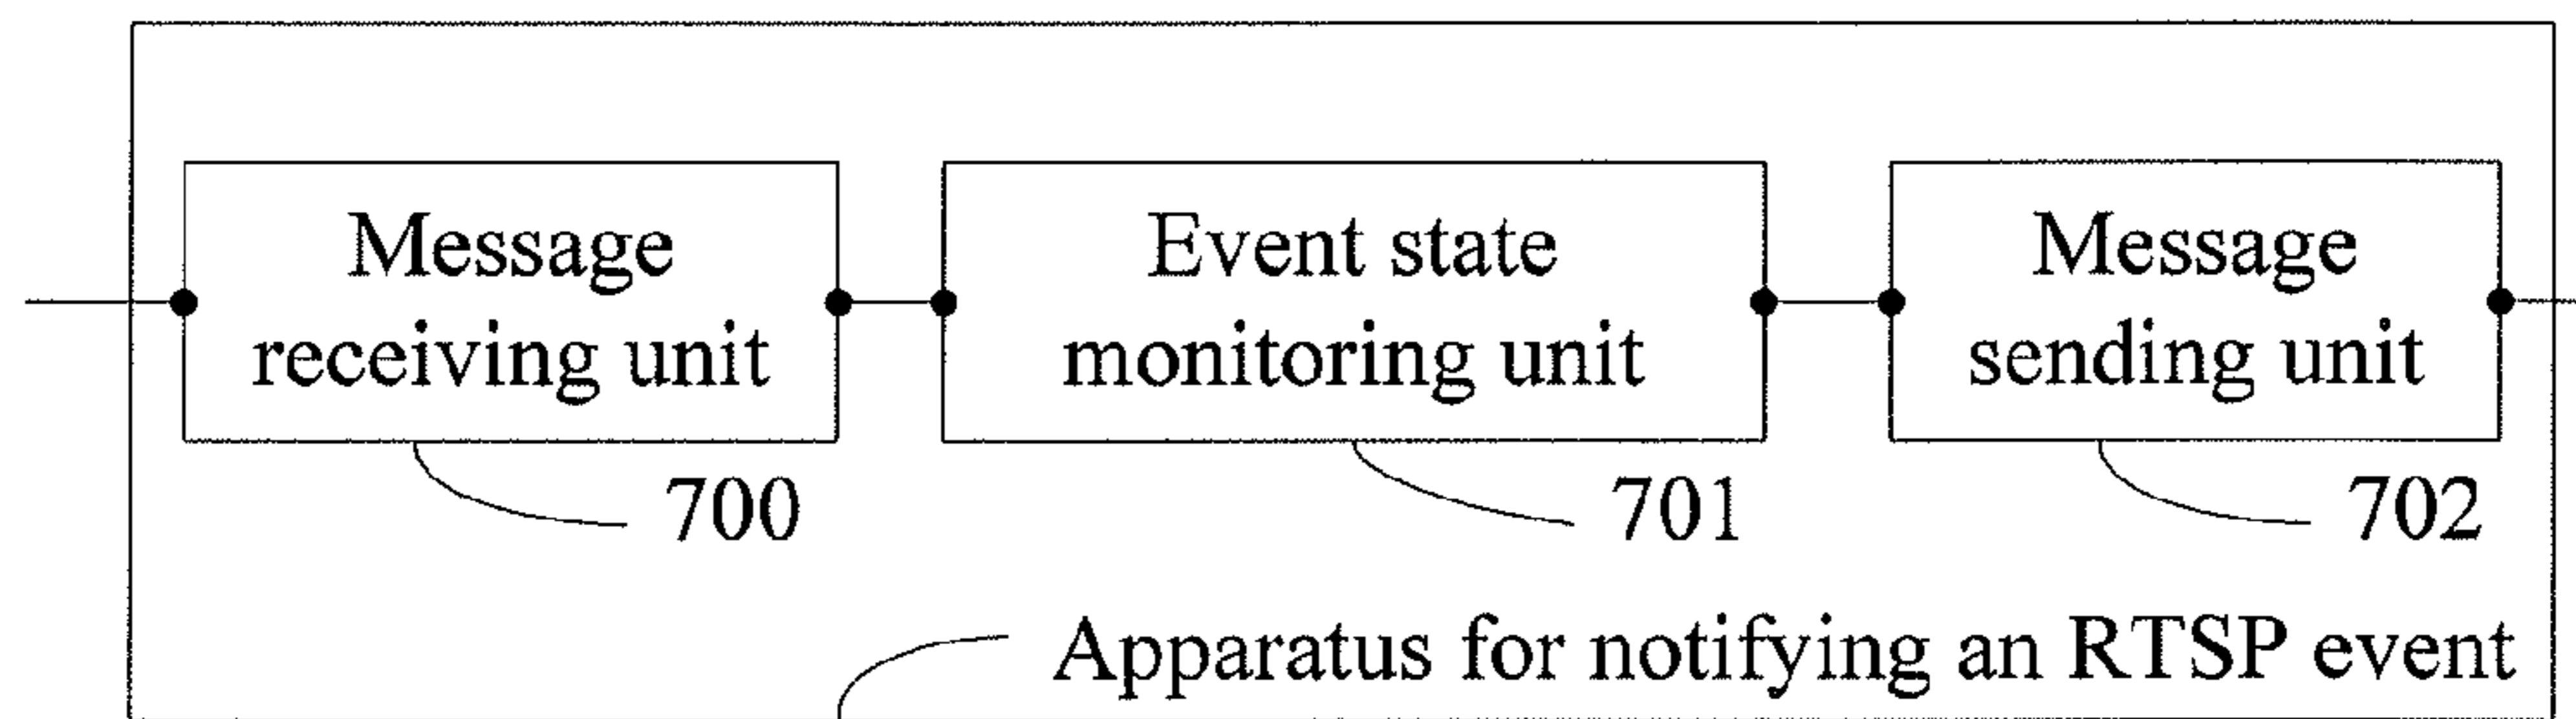 Message
receiving unit
Event state
monitoring unit
Message
sending unit
700
701
702
Apparatus for notifying an RTSP event